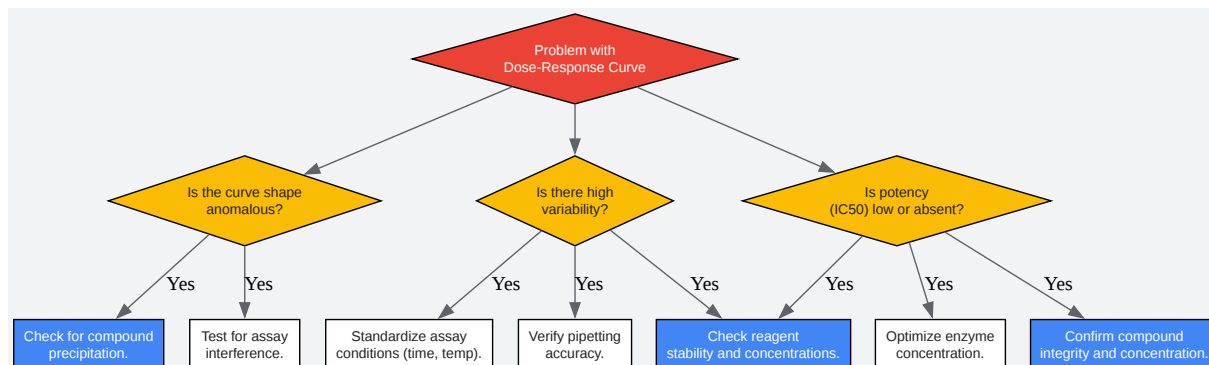 Problem with
Dose-Response Curve
Is the curve shape
anomalous?
Is there high
variability?
Is potency
(IC50) low or absent?
Yes
Yes
Yes
Yes
Yes
Yes
Yes
Yes
Check for compound
precipitation.
Test for assay
interference.
Standardize assay
conditions (time, temp).
Verify pipetting
accuracy.
Check reagent
stability and concentrations.
Optimize enzyme
concentration.
Confirm compound
integrity and concentration.